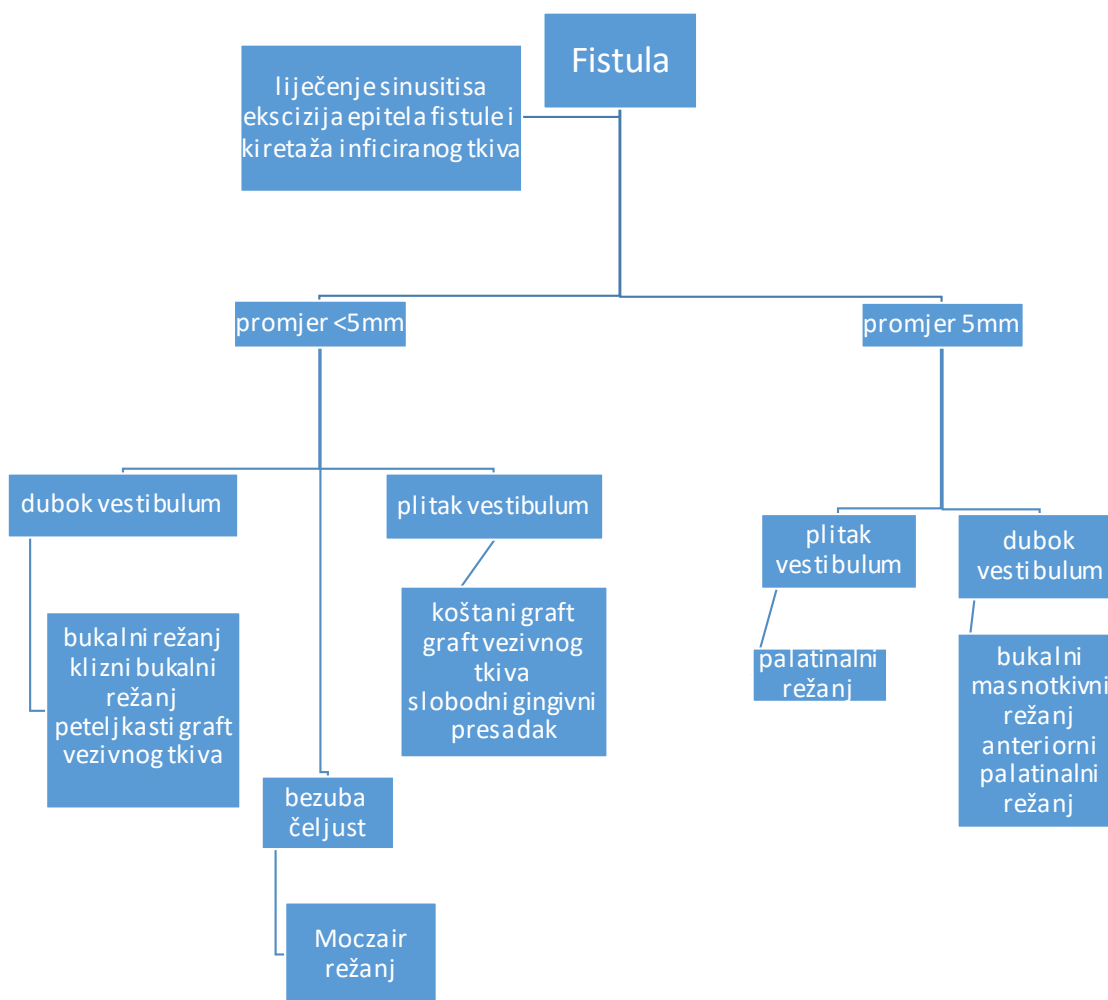 Fistula
liječenje sinusitisa
ekscizija epitela fistule i
kiretaža inficiranog tkiva
promjer <5mm
promjer 5mm
dubok vestibulum
plitak vestibulum
plitak
vestibulum
dubok
vestibulum
bukalni režanj
klizni bukalni
režanj
peteljkasti graft
vezivnog tkiva
koštani graft
graft vezivnog
tkiva
slobodni gingivni
presadak
palatinalni
režanj
bukalni
masnotkivni
režanj
anteriorni
palatinalni
režanj
bezuba
čeljust
Moczair
režanj